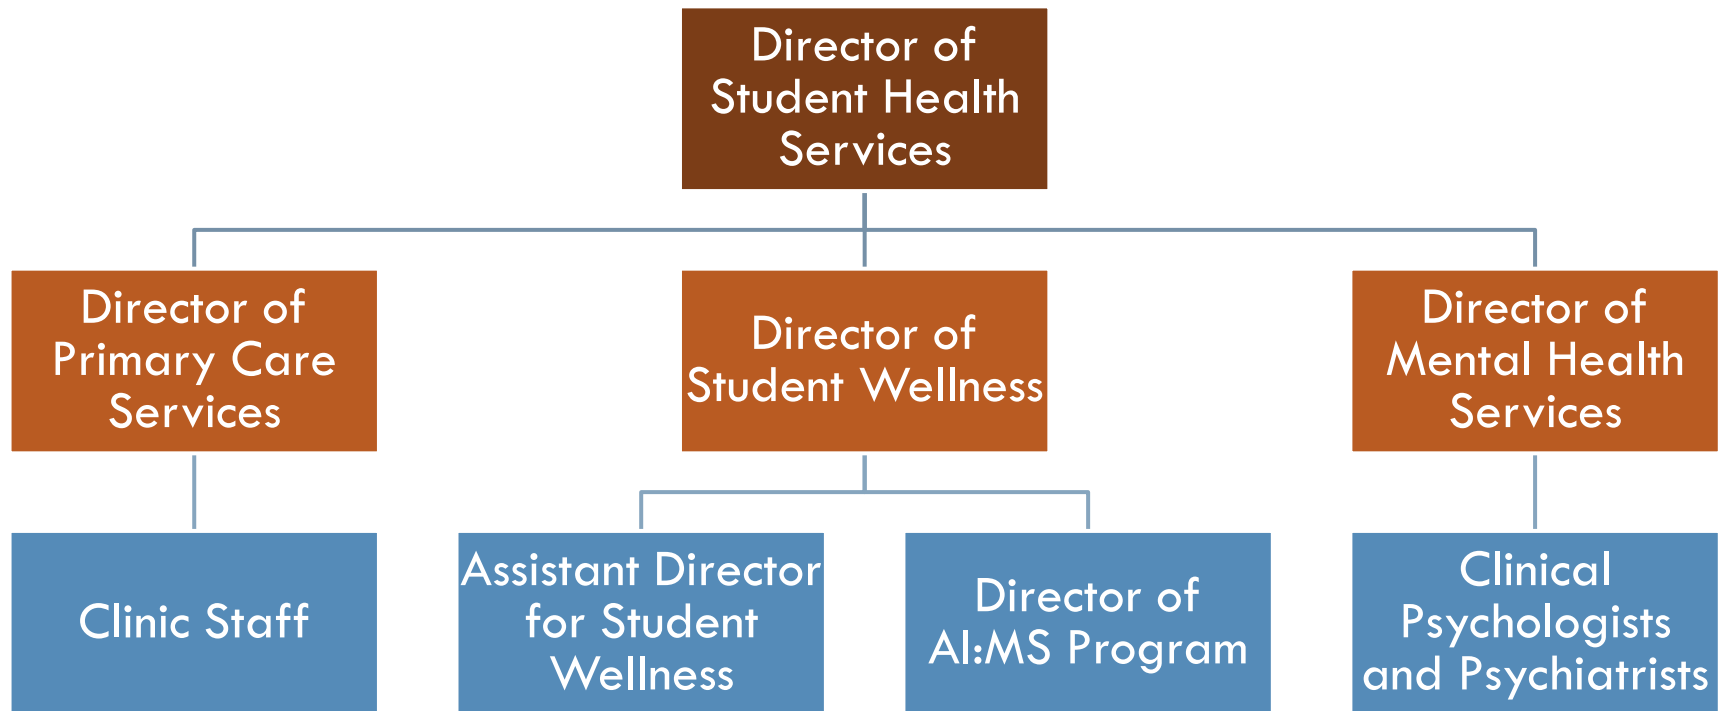 Director of
Student Health
Services
Director of
Primary Care
Services
Director of
Student Wellness
Director of
Mental Health
Services
Clinic Staff
Assistant Director
for Student
Wellness
Director of
AI:MS Program
Clinical
Psychologists
and Psychiatrists